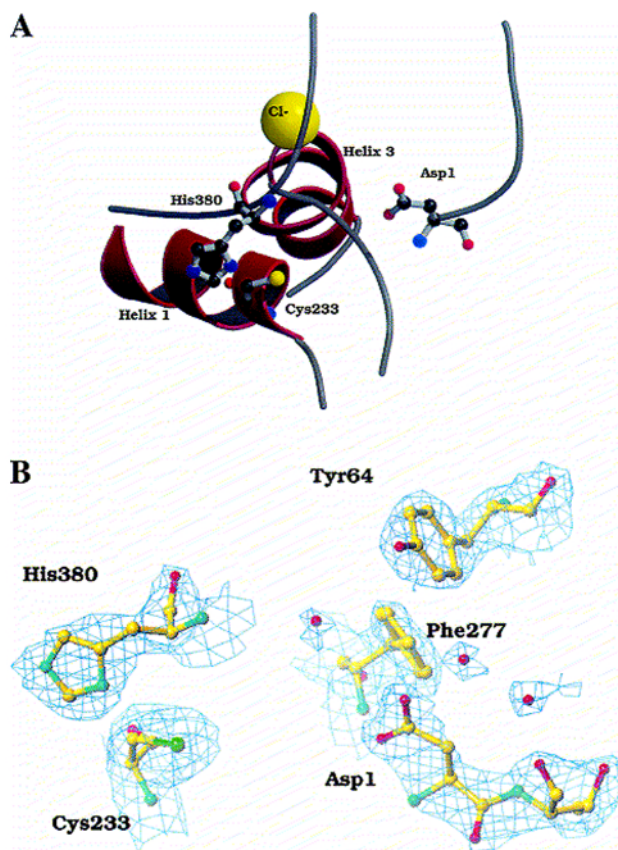 A
Cl-
Helix 3
His380
Asp1
Cys233
Helix 1
B
Tyr64
His380
Phe277
Asp1
Cys233